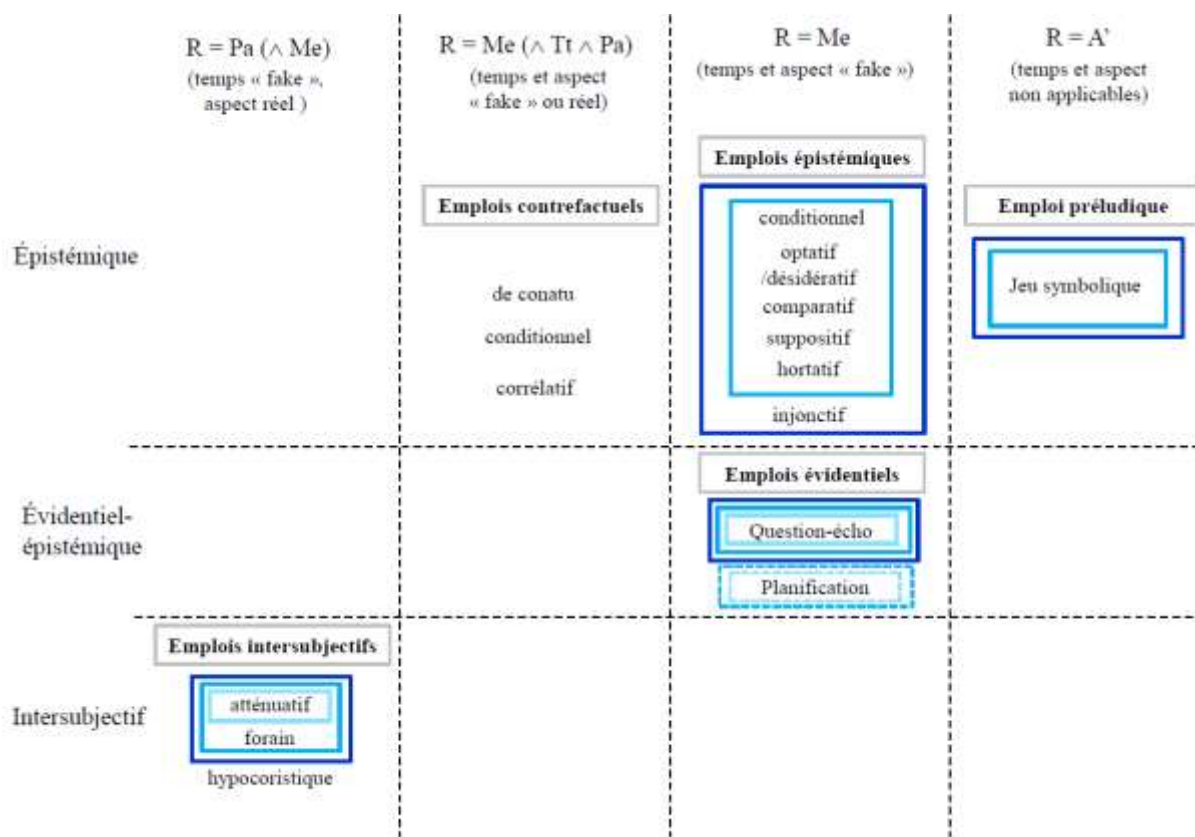 R = Pa (∧ Me)
(temps « fake »,
aspect réel )
R = Me (∧ Tt ∧ Pa)
(temps et aspect
« fake » ou réel)
R = Me
(temps et aspect « fake »)
R = A’
(temps et aspect
non applicables)
Épistémique
Emplois contrefactuels
de conatu
conditionnel
corrélatif
Emplois épistémiques
conditionnel
optatif
/désidératif
comparatif
suppositif
hortatif
injonctif
Emploi préludique
Jeu symbolique
Évidentiel-
épistémique
Emplois évidentiels
Question-écho
Planification
Intersubjectif
Emplois intersubjectifs
atténuatif
forain
hypocoristique